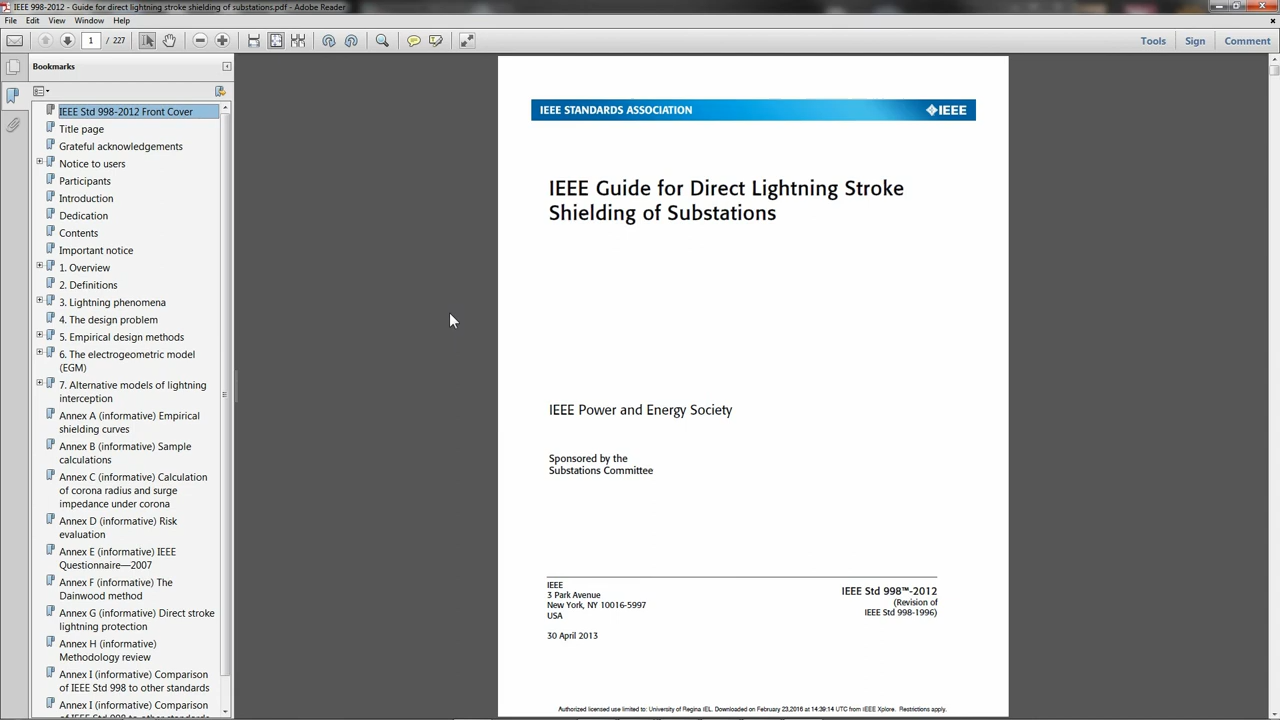 IEEE 998-2012 - Guide for direct lightning stroke shielding of substations.pdf - Adobe Reader
File Edit View Window Help
1 / 227
Tools Sign Comment
Bookmarks
IEEE Std 998-2012 Front Cover
Title page
Grateful acknowledgements
Notice to users
Participants
Introduction
Dedication
Contents
Important notice
1. Overview
2. Definitions
3. Lightning phenomena
4. The design problem
5. Empirical design methods
6. The electrogeometric model
(EGM)
7. Alternative models of lightning
interception
Annex A (informative) Empirical
shielding curves
Annex B (informative) Sample
calculations
Annex C (informative) Calculation
of corona radius and surge
impedance under corona
Annex D (informative) Risk
evaluation
Annex E (informative) IEEE
Questionnaire—2007
Annex F (informative) The
Dainwood method
Annex G (informative) Direct stroke
lightning protection
Annex H (informative)
Methodology review
Annex I (informative) Comparison
of IEEE Std 998 to other standards
Annex I (informative) Comparison
of IEEE Std 998 to other standards
IEEE STANDARDS ASSOCIATION
IEEE
IEEE Guide for Direct Lightning Stroke
Shielding of Substations
IEEE Power and Energy Society
Sponsored by the
Substations Committee
IEEE
3 Park Avenue
New York, NY 10016-5997
USA
30 April 2013
IEEE Std 998™-2012
(Revision of
IEEE Std 998-1996)
Authorized licensed use limited to: University of Regina IEL. Downloaded on February 23,2016 at 14:39:14 UTC from IEEE Xplore. Restrictions apply.